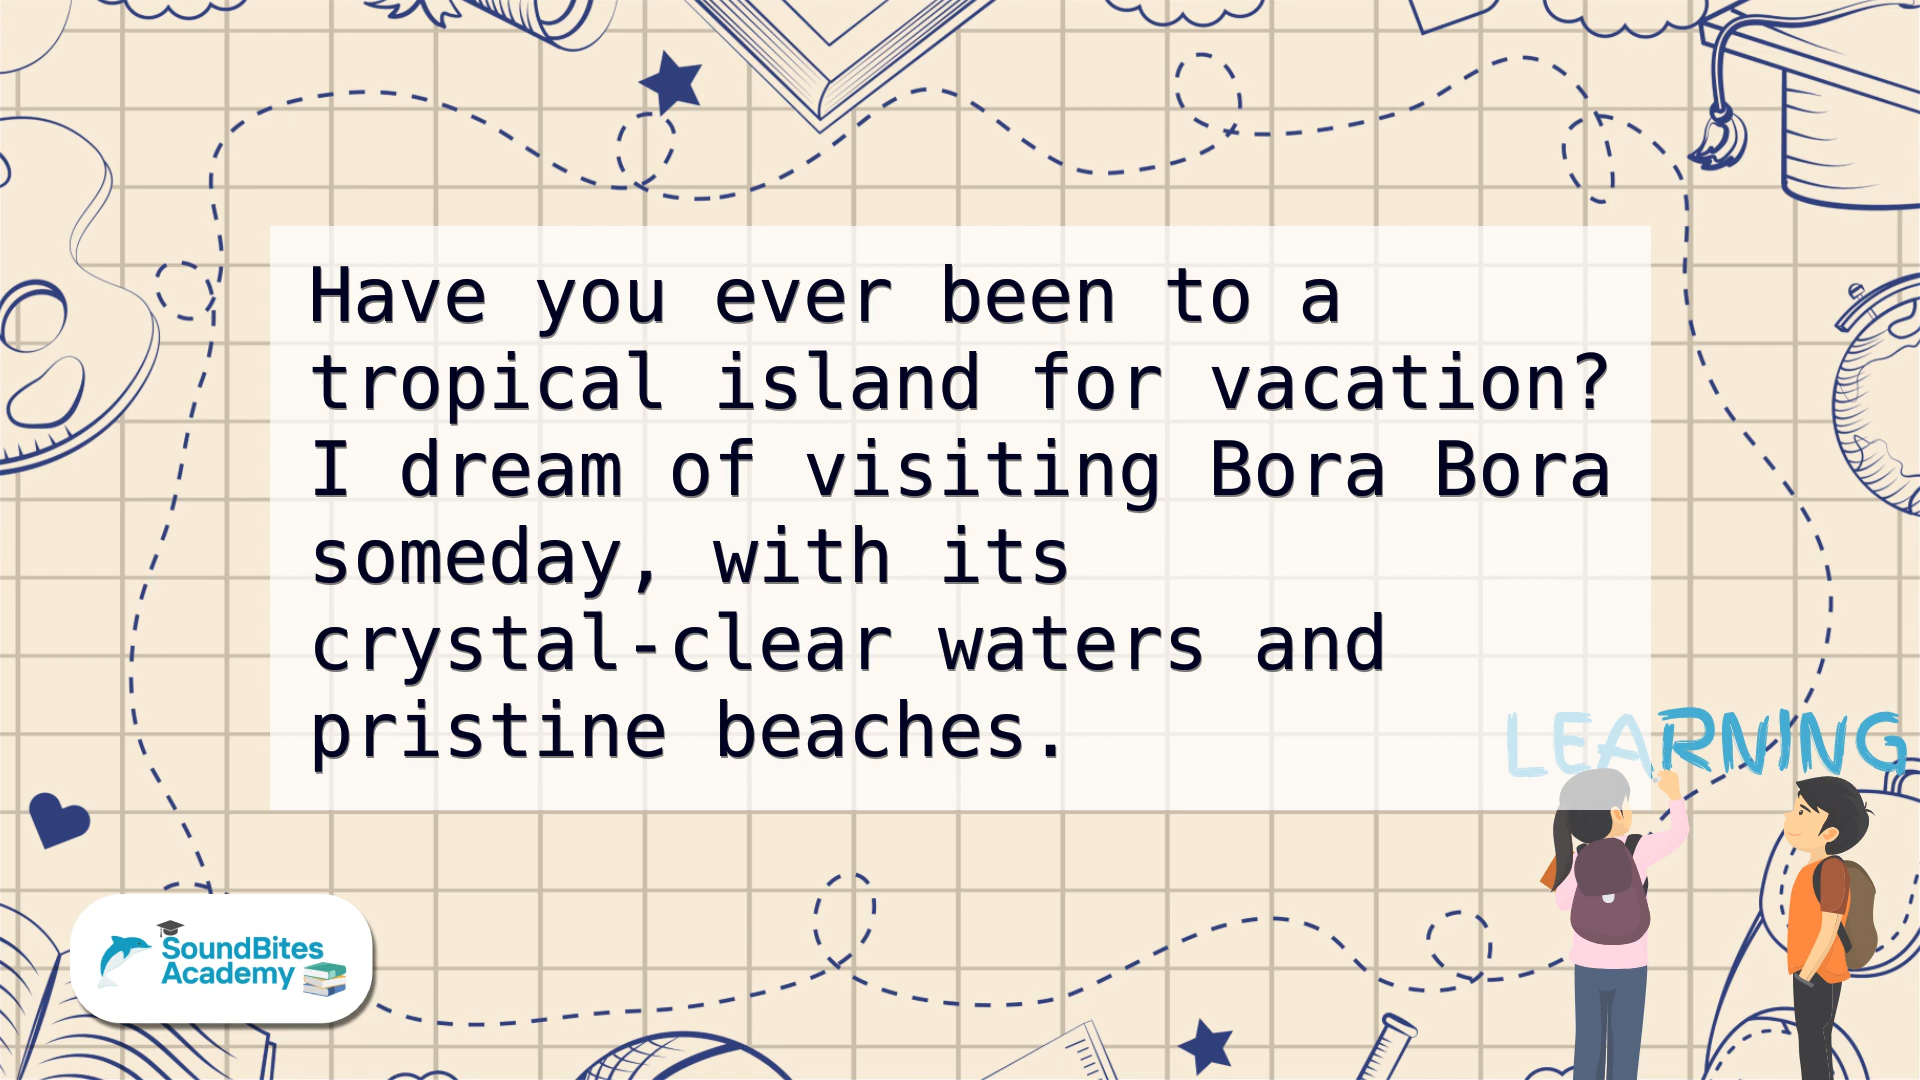 Have you ever been to a
tropical island for vacation?
I dream of visiting Bora Bora
someday, with its
crystal-clear waters and
pristine beaches.
LEARNING
SoundBites
Academy